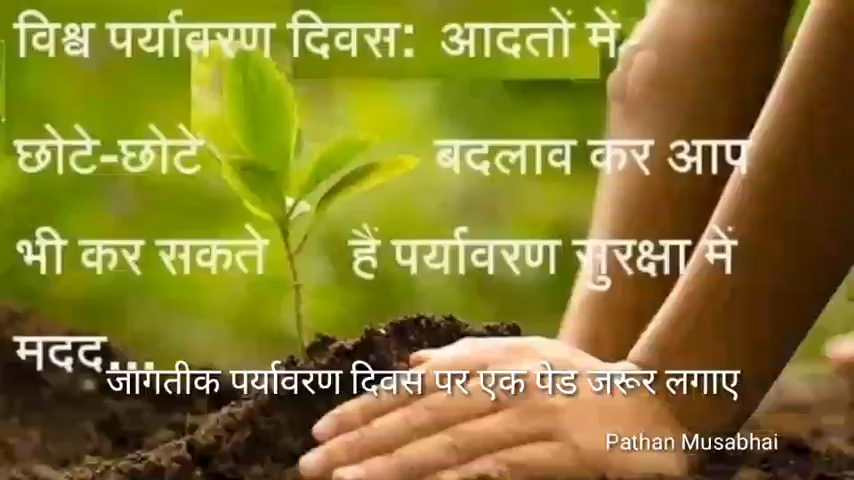 विश्व पर्यावरण दिवस: आदतों में
छोटे-छोटे बदलाव कर आप
भी कर सकते हैं पर्यावरण सुरक्षा में
मदद...
जागतीक पर्यावरण दिवस पर एक पेड जरूर लगाए
Pathan Musabhai